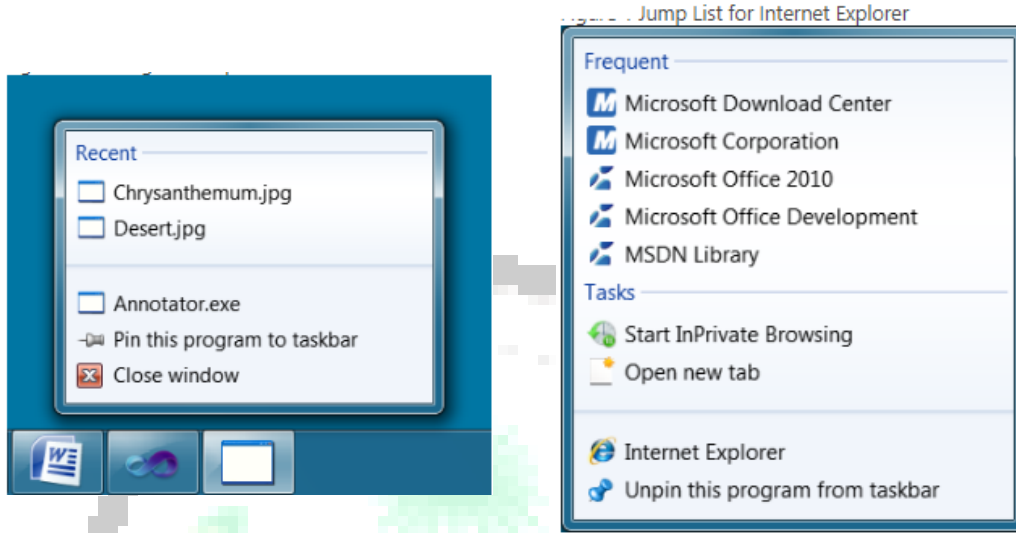 Jump List for Internet Explorer
Recent
Chrysanthemum.jpg
Desert.jpg
Annotator.exe
Pin this program to taskbar
Close window
Frequent
Microsoft Download Center
Microsoft Corporation
Microsoft Office 2010
Microsoft Office Development
MSDN Library
Tasks
Start InPrivate Browsing
Open new tab
Internet Explorer
Unpin this program from taskbar